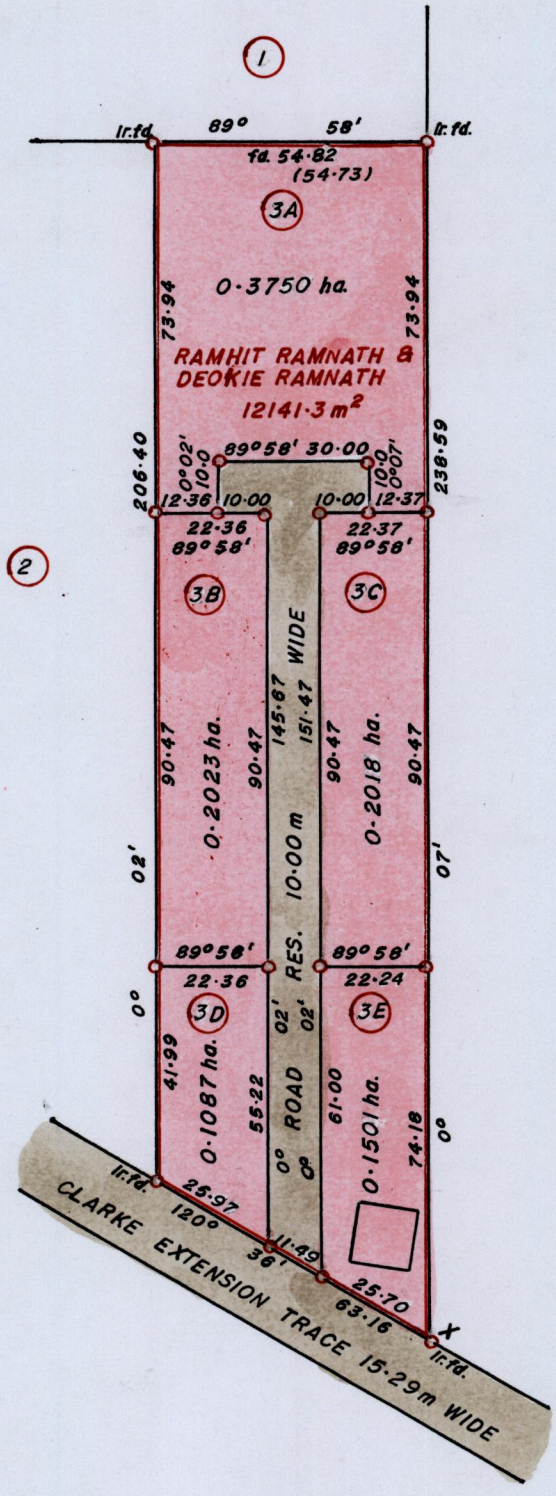 1
Ir.fd.
89° 58'
Ir.fd.
fd. 54.82
(54.73)
3A
0.3750 ha.
73.94
73.94
RAMHIT RAMNATH &
DEOKIE RAMNATH
12141.3 m²
206.40
238.59
0°02'
10.0
89°58' 30.00
10.0
0°07'
12.36
10.00
10.00
12.37
22.36
89°58'
22.37
89°58'
2
3B
3C
90.47
0.2023 ha.
90.47
145.67
151.47
90.47
0.2018 ha.
90.47
ROAD RES. 10.00 m WIDE
0° 02'
0° 07'
89°58'
22.36
89°58'
22.24
3D
3E
41.99
0.1087 ha.
55.22
0° 02'
0° 02'
61.00
0.1501 ha.
74.18
Ir.fd.
25.97
120° 36'
11.49
25.70
63.16
X
Ir.fd.
CLARKE EXTENSION TRACE 15.29 m WIDE